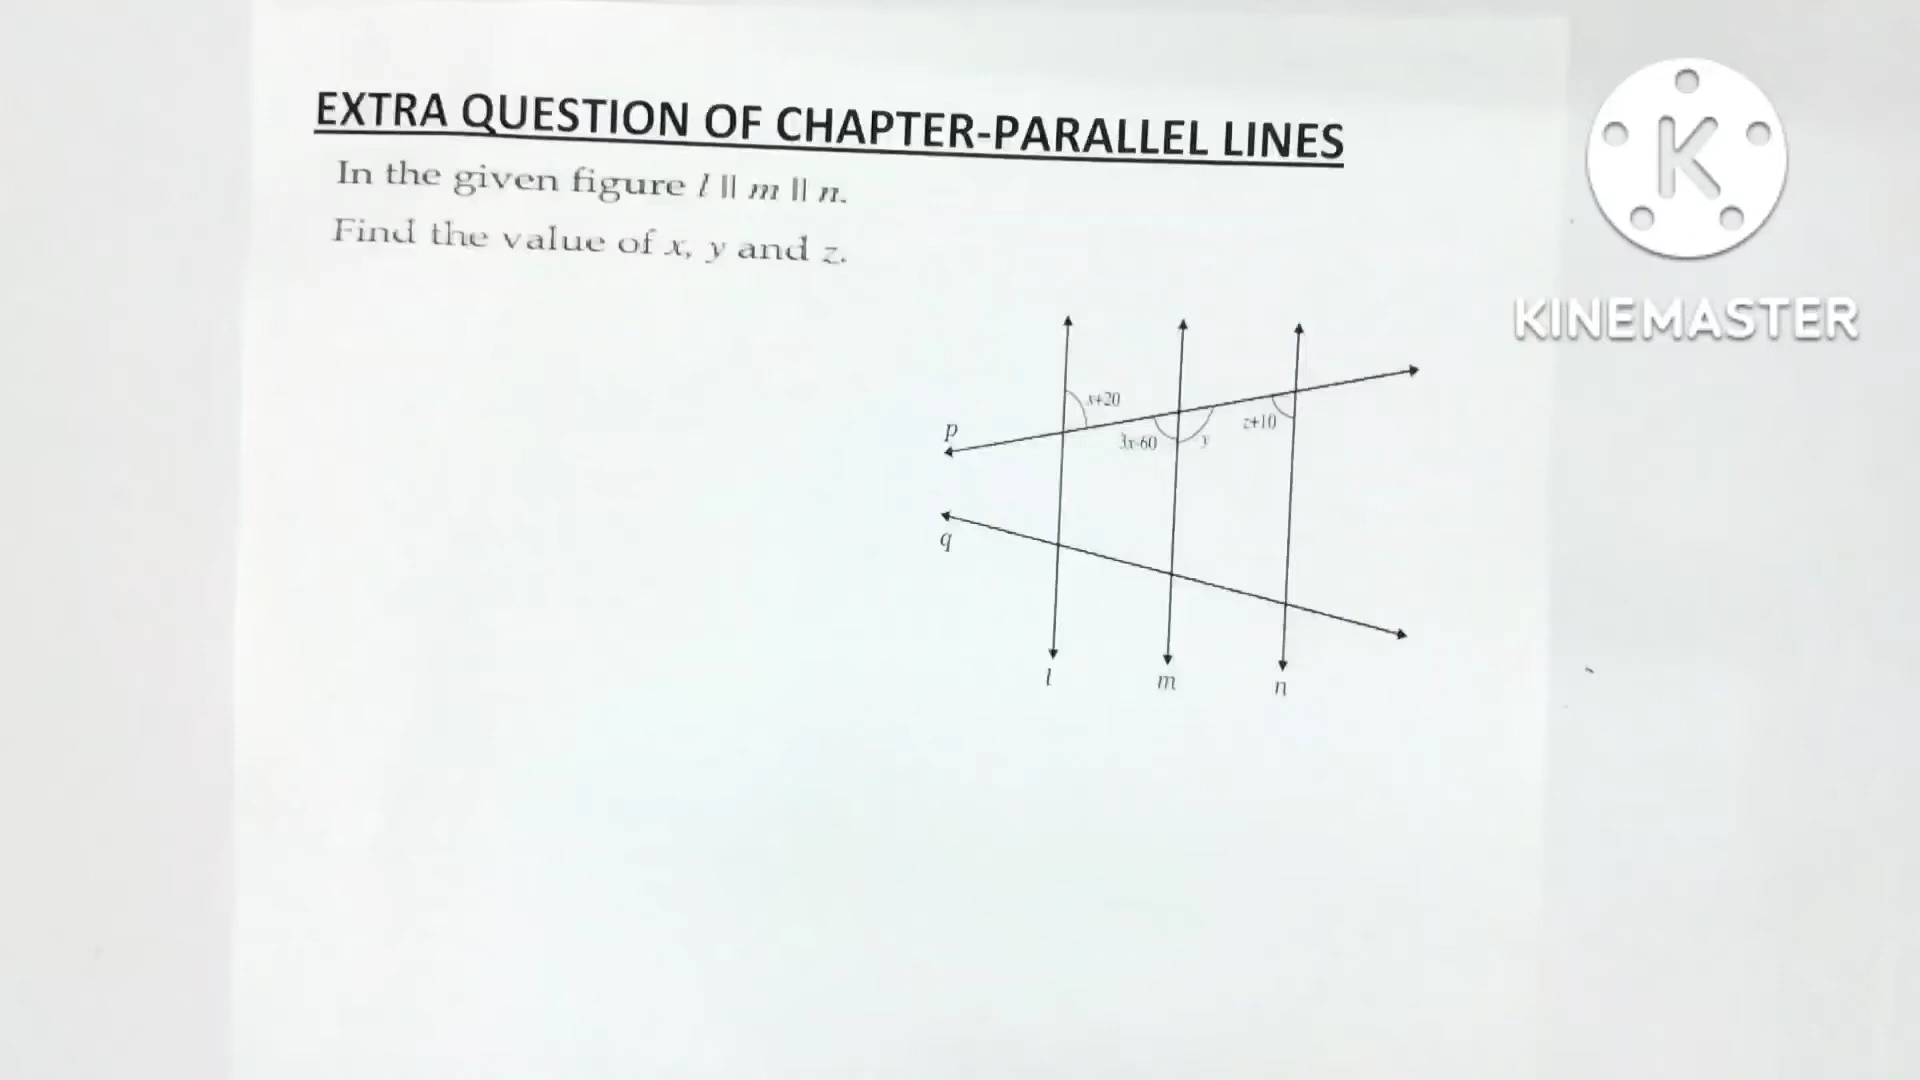 EXTRA QUESTION OF CHAPTER-PARALLEL LINES
In the given figure l || m || n.
Find the value of x, y and z.
K
KINEMASTER
x+20
p
3x-60
y
z+10
q
l
m
n